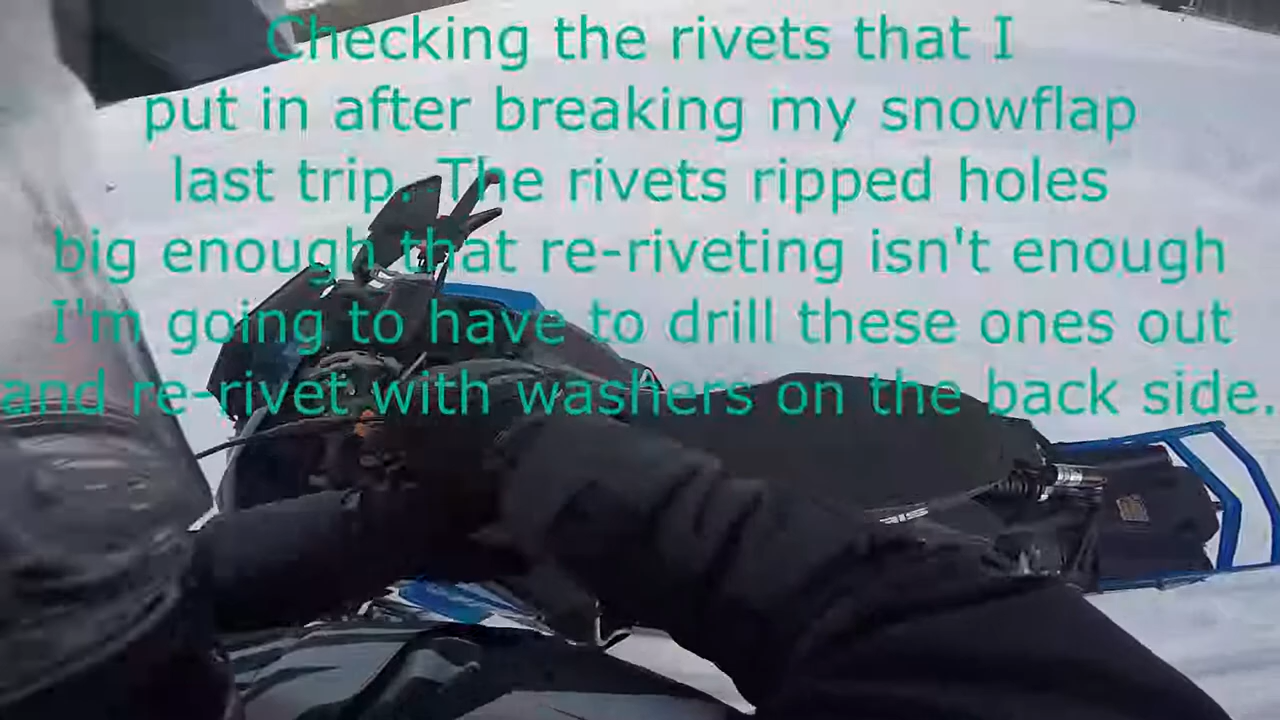 Checking the rivets that I
put in after breaking my snowflap
last trip. The rivets ripped holes
big enough that re-riveting isn't enough
I'm going to have to drill these ones out
and re-rivet with washers on the back side.